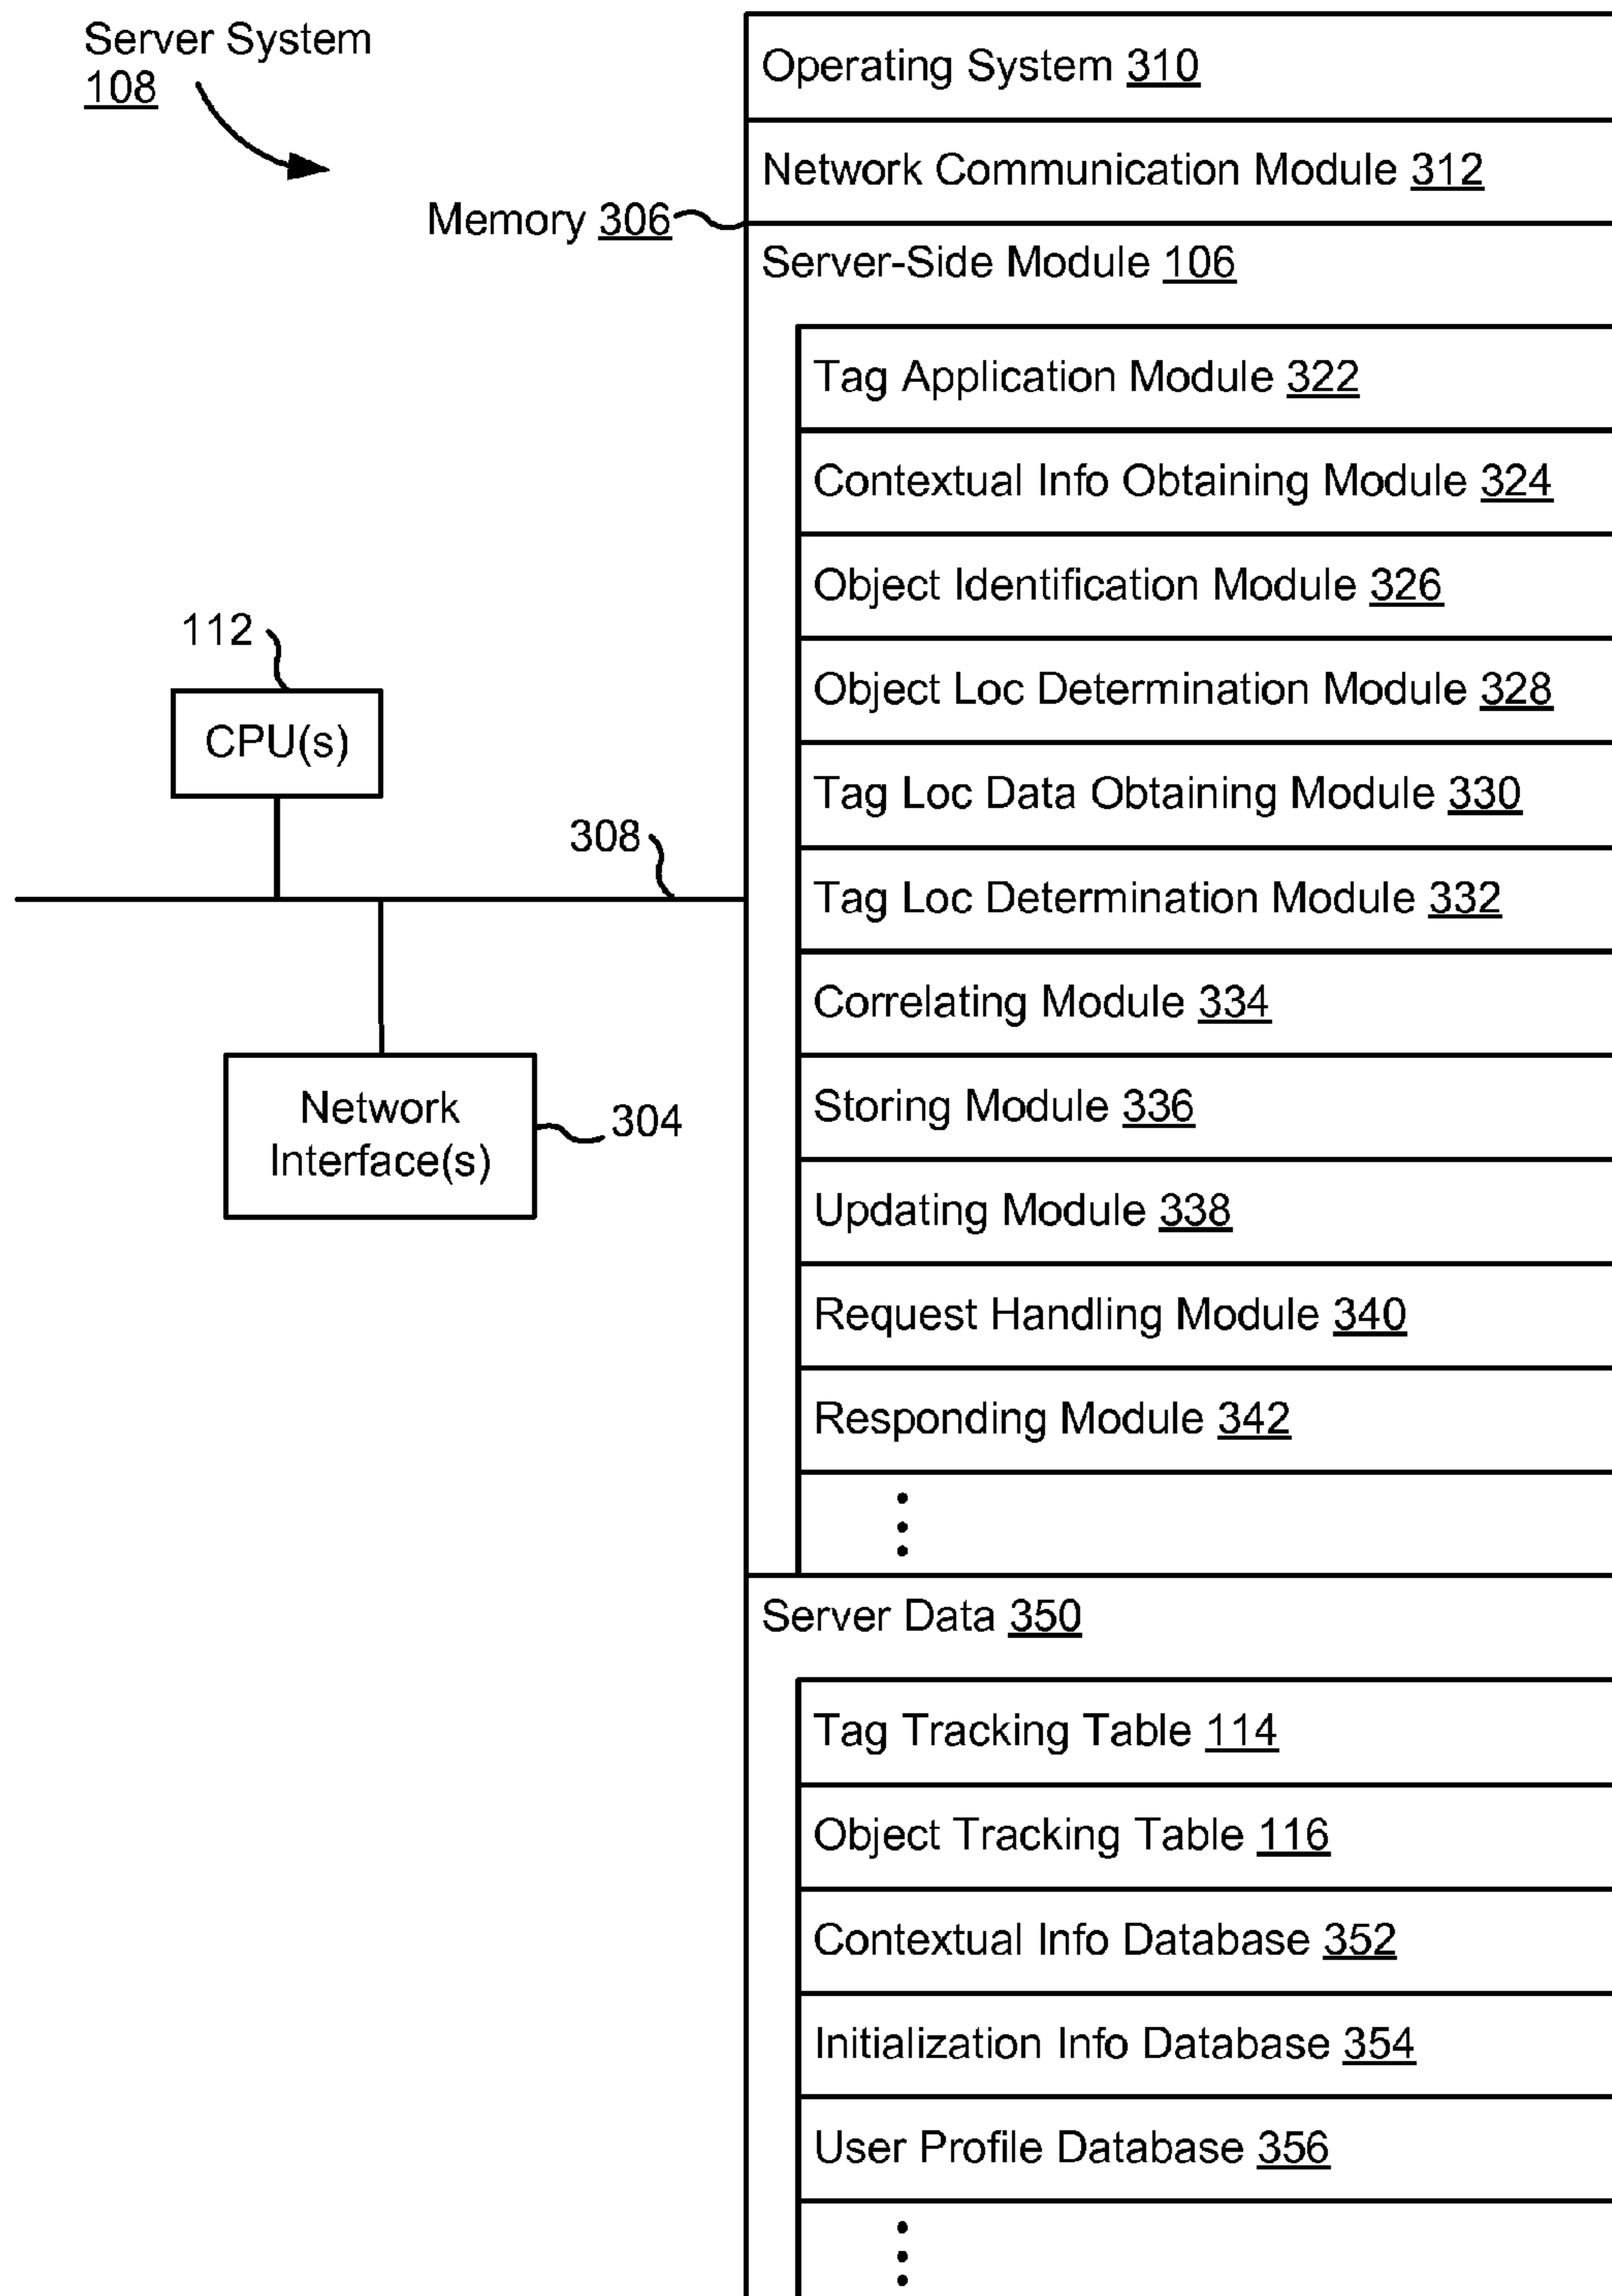 Server System
108
Operating System 310
Network Communication Module 312
Memory 306
Server-Side Module 106
Tag Application Module 322
Contextual Info Obtaining Module 324
Object Identification Module 326
112
Object Loc Determination Module 328
CPU(s)
Tag Loc Data Obtaining Module 330
308
Tag Loc Determination Module 332
Correlating Module 334
Network
Interface(s)
304
Storing Module 336
Updating Module 338
Request Handling Module 340
Responding Module 342
Server Data 350
Tag Tracking Table 114
Object Tracking Table 116
Contextual Info Database 352
Initialization Info Database 354
User Profile Database 356